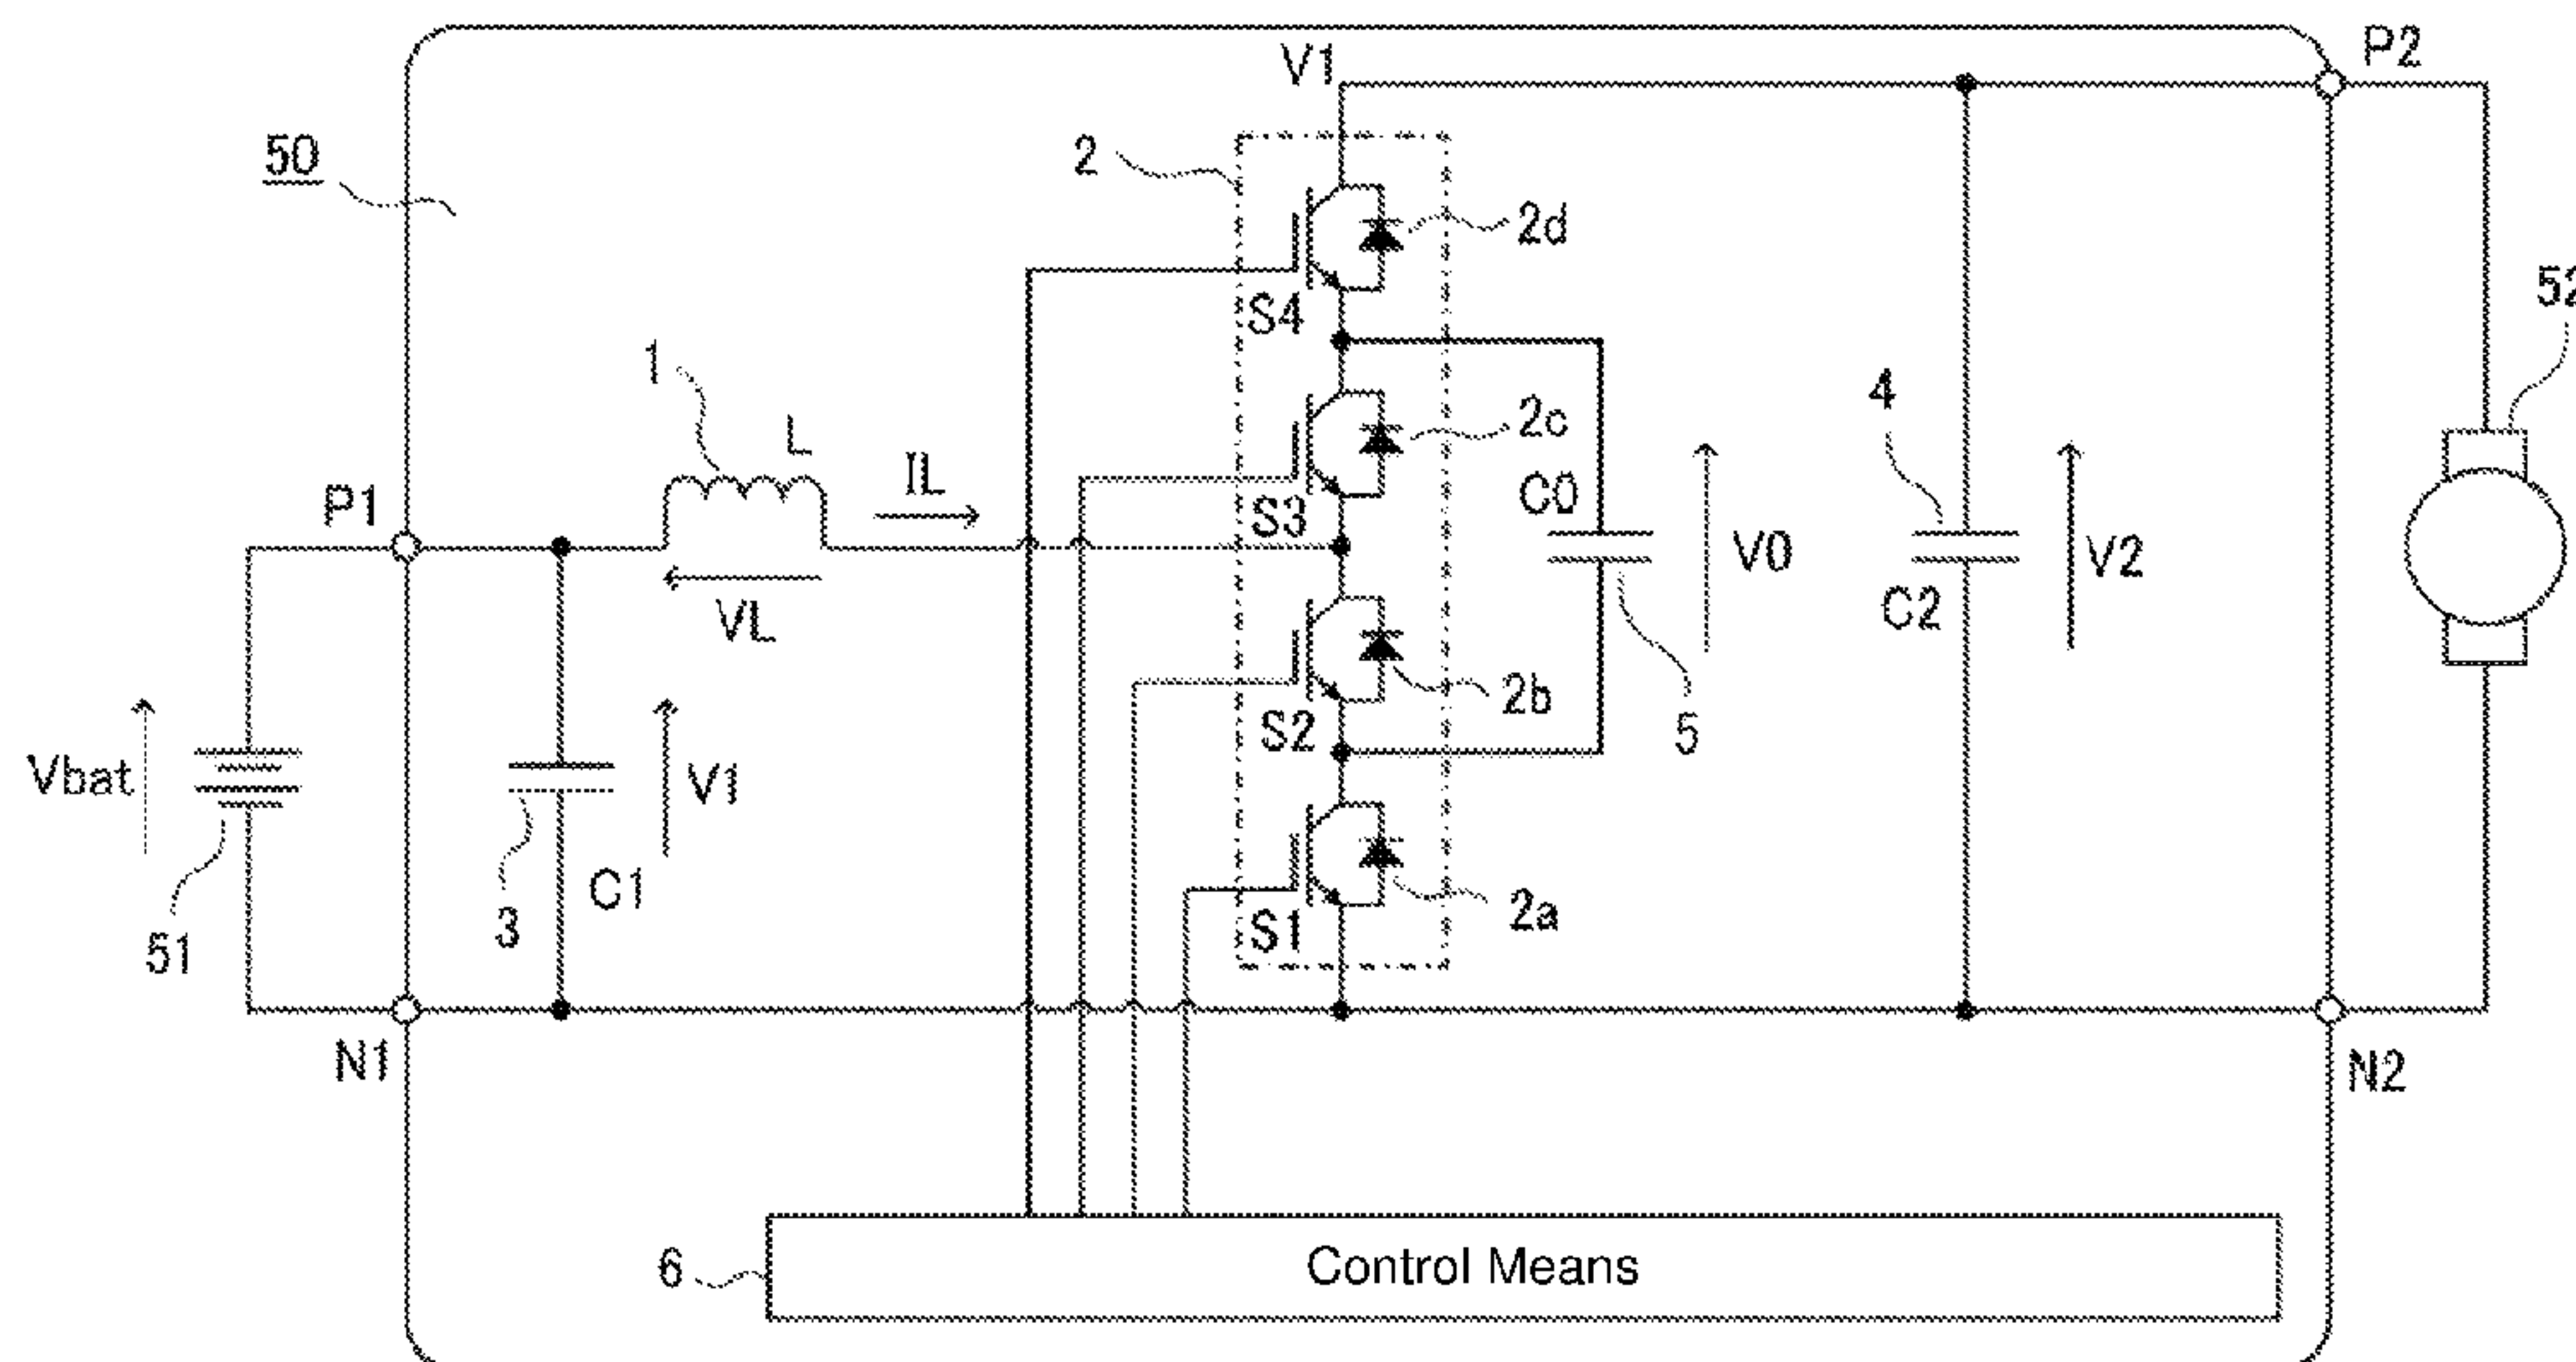 V1
P2
50
2
2d
S4
52
1
L
IL
2c
C0
4
P1
S3
V0
V2
VL
C2
2b
S2
5
Vbat
V1
C1
3
S1
2a
51
N1
N2
6
Control Means